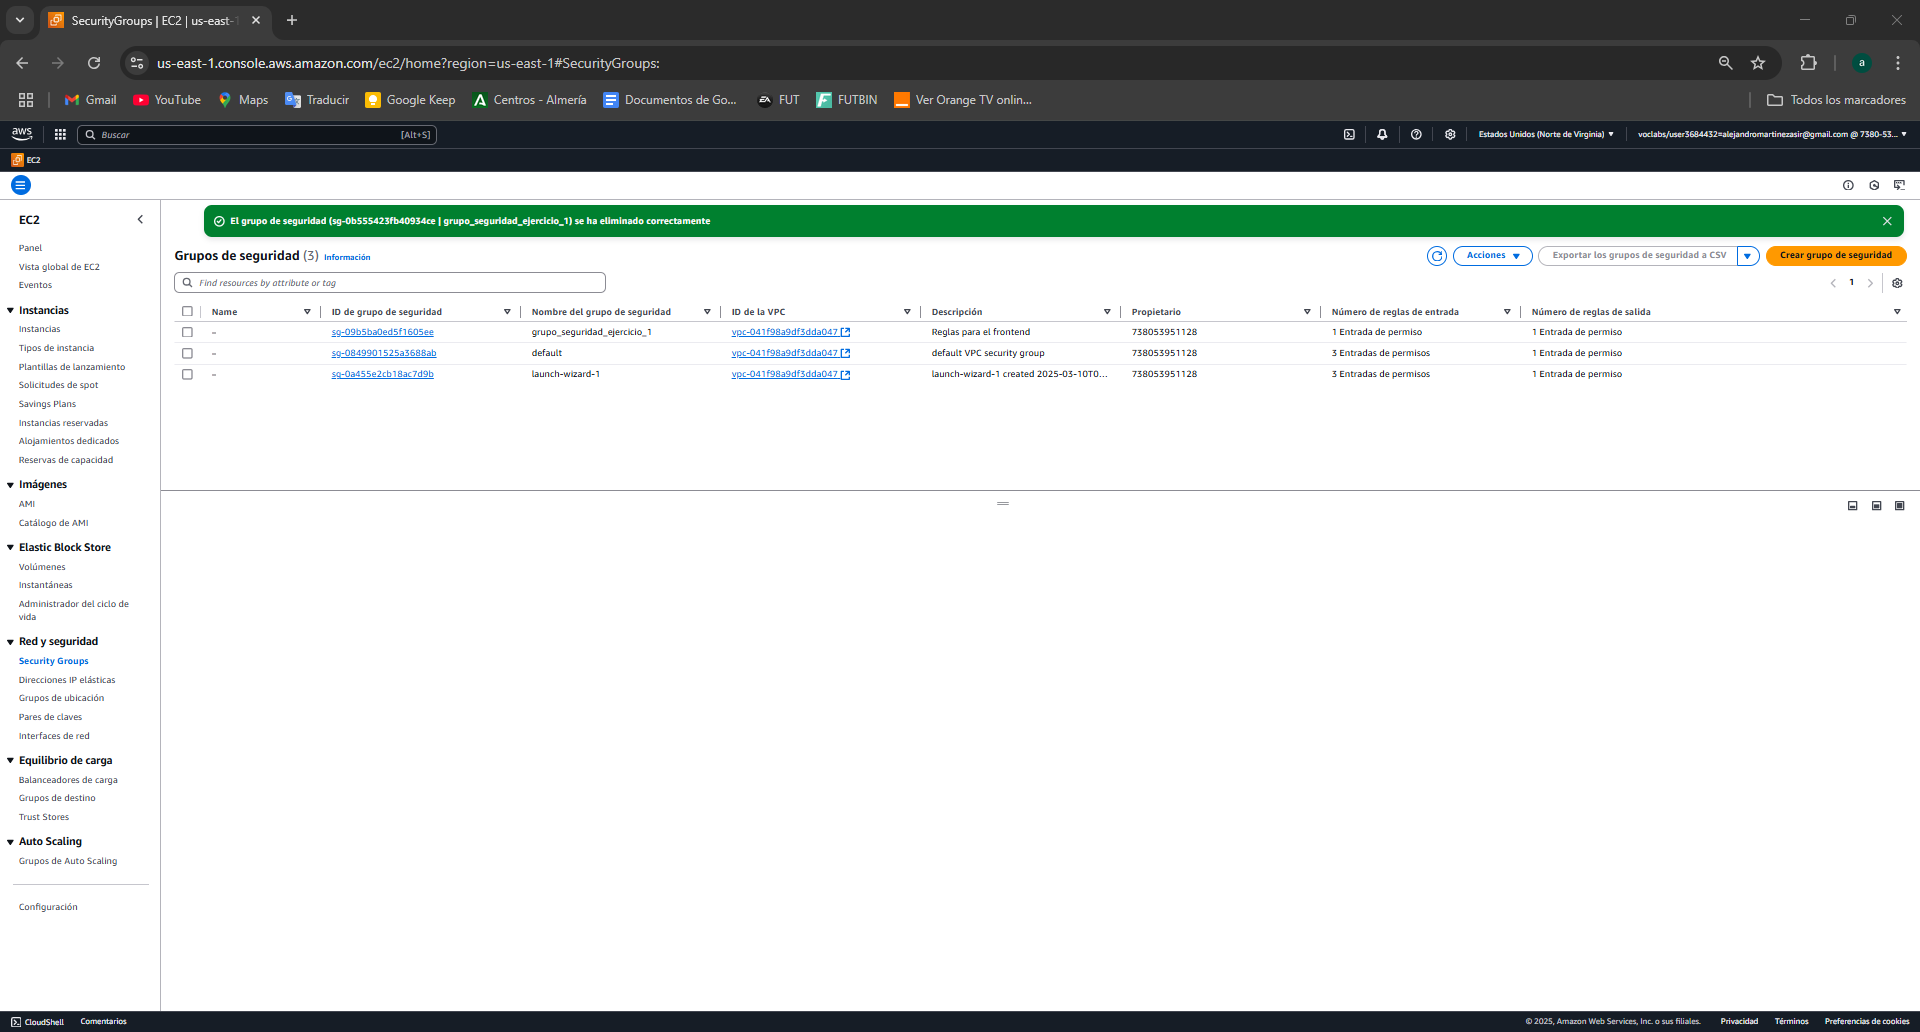 SecurityGroups | EC2 | us-east-1
us-east-1.console.aws.amazon.com/ec2/home?region=us-east-1#SecurityGroups:
a
Gmail YouTube Maps Traducir Google Keep Centros - Almería Documentos de Go... FUT FUTBIN Ver Orange TV onlin... Todos los marcadores
aws Buscar [Alt+S] Estados Unidos (Norte de Virginia) voclabs/user3684432=alejandromartinezasir@gmail.com @ 7380-53...
EC2
EC2
Panel
Vista global de EC2
Eventos
Instancias
Instancias
Tipos de instancia
Plantillas de lanzamiento
Solicitudes de spot
Savings Plans
Instancias reservadas
Alojamientos dedicados
Reservas de capacidad
Imágenes
AMI
Catálogo de AMI
Elastic Block Store
Volúmenes
Instantáneas
Administrador del ciclo de
vida
Red y seguridad
Security Groups
Direcciones IP elásticas
Grupos de ubicación
Pares de claves
Interfaces de red
Equilibrio de carga
Balanceadores de carga
Grupos de destino
Trust Stores
Auto Scaling
Grupos de Auto Scaling
Configuración
El grupo de seguridad (sg-0b555423fb40934ce | grupo_seguridad_ejercicio_1) se ha eliminado correctamente
Grupos de seguridad (3) Información Acciones Exportar los grupos de seguridad a CSV Crear grupo de seguridad
Find resources by attribute or tag 1
Name ID de grupo de seguridad Nombre del grupo de seguridad ID de la VPC Descripción Propietario Número de reglas de entrada Número de reglas de salida
– sg-09b5ba0ed5f1605ee grupo_seguridad_ejercicio_1 vpc-041f98a9df3dda047 Reglas para el frontend 738053951128 1 Entrada de permiso 1 Entrada de permiso
– sg-0849901525a3688ab default vpc-041f98a9df3dda047 default VPC security group 738053951128 3 Entradas de permisos 1 Entrada de permiso
– sg-0a455e2cb18ac7d9b launch-wizard-1 vpc-041f98a9df3dda047 launch-wizard-1 created 2025-03-10T0... 738053951128 3 Entradas de permisos 1 Entrada de permiso
CloudShell Comentarios © 2025, Amazon Web Services, Inc. o sus filiales. Privacidad Términos Preferencias de cookies